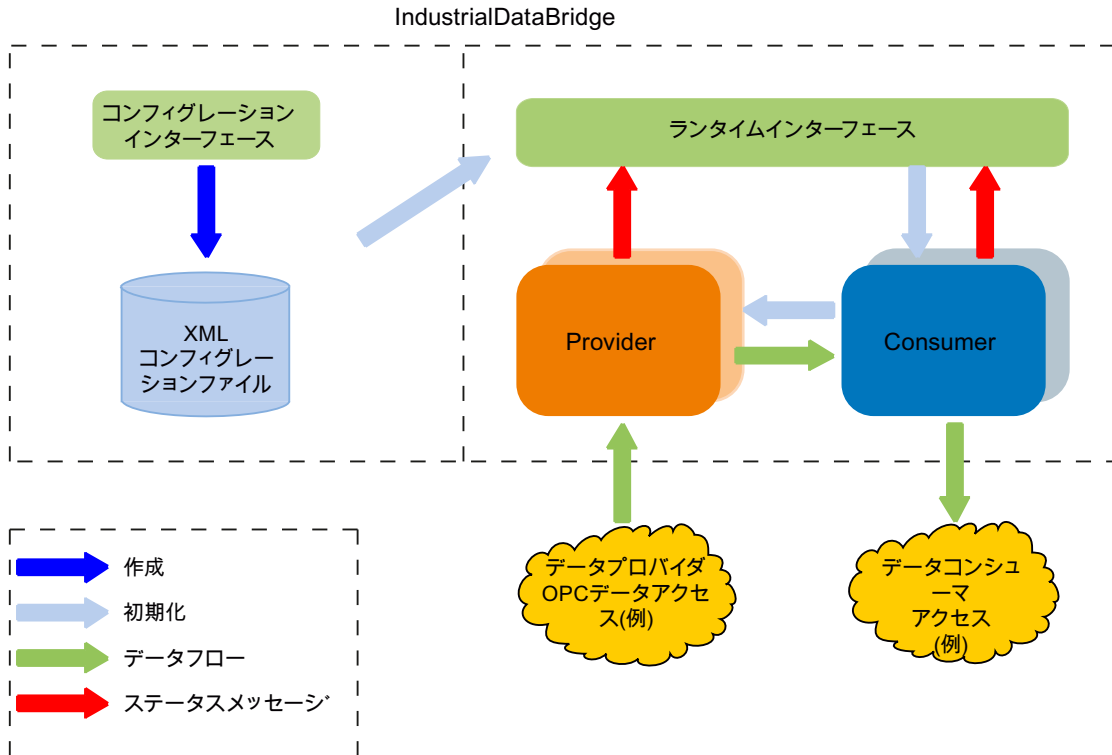 IndustrialDataBridge
コンフィグレーション
インターフェース
ランタイムインターフェース
XML
コンフィグレー
ションファイル
Provider
Consumer
作成
初期化
データフロー
ステータスメッセージ
データプロバイダ
OPCデータアクセ
ス(例)
データコンシュ
ーマ
アクセス
(例)